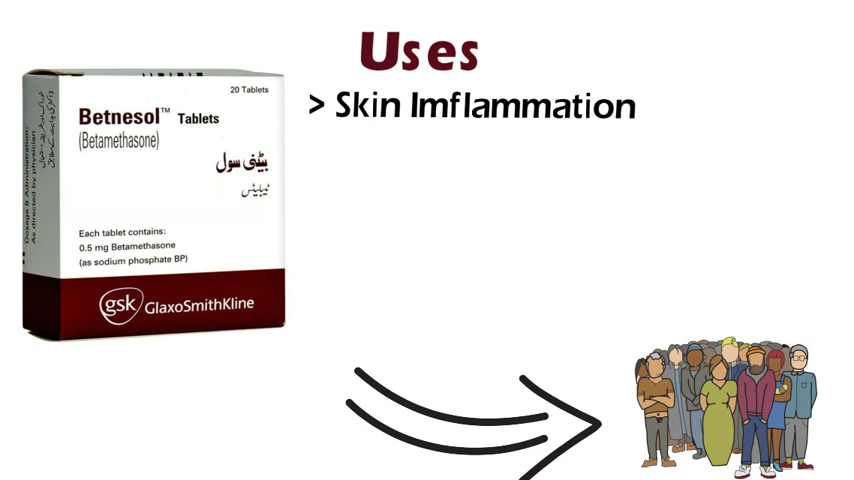 Uses
> Skin Imflammation
20 Tablets
Betnesol™ Tablets
(Betamethasone)
بیٹنی سول
ٹیبلیٹس
Each tablet contains:
0.5 mg Betamethasone
(as sodium phosphate BP)
gsk GlaxoSmithKline
Dosage & Administration:
As directed by physician